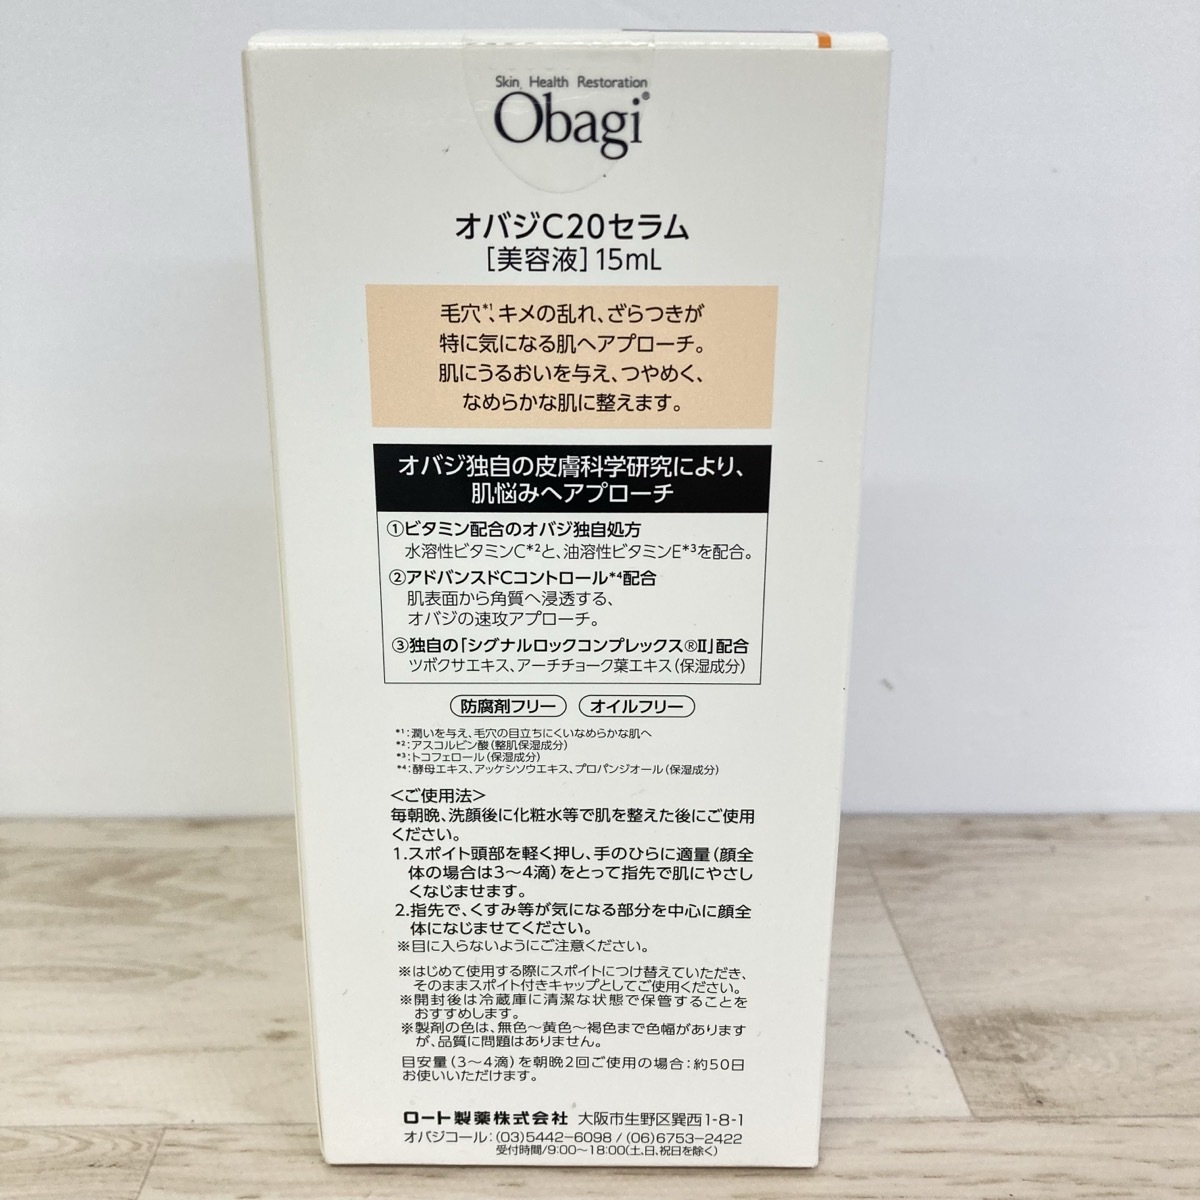 Skin Health Restoration
Obagi®
オバジC20セラム
[美容液] 15mL
毛穴*1、キメの乱れ、ざらつきが
特に気になる肌へアプローチ。
肌にうるおいを与え、つやめく、
なめらかな肌に整えます。
オバジ独自の皮膚科学研究により、
肌悩みへアプローチ
①ビタミン配合のオバジ独自処方
水溶性ビタミンC*2と、油溶性ビタミンE*3を配合。
②アドバンスドCコントロール*4配合
肌表面から角質へ浸透する、
オバジの速攻アプローチ。
③独自の「シグナルロックコンプレックス®Ⅱ」配合
ツボクサエキス、アーチチョーク葉エキス(保湿成分)
防腐剤フリー オイルフリー
*1:潤いを与え、毛穴の目立ちにくいなめらかな肌へ
*2:アスコルビン酸(整肌保湿成分)
*3:トコフェロール(保湿成分)
*4:酵母エキス、アッケシソウエキス、プロパンジオール(保湿成分)
<ご使用法>
毎朝晩、洗顔後に化粧水等で肌を整えた後にご使用
ください。
1.スポイト頭部を軽く押し、手のひらに適量(顔全
体の場合は3〜4滴)をとって指先で肌にやさし
くなじませます。
2.指先で、くすみ等が気になる部分を中心に顔全
体になじませてください。
※目に入らないようにご注意ください。
※はじめて使用する際にスポイトにつけ替えていただき、
そのままスポイト付きキャップとしてご使用ください。
※開封後は冷蔵庫に清潔な状態で保管することを
おすすめします。
※製剤の色は、無色〜黄色〜褐色まで色幅があります
が、品質に問題はありません。
目安量(3〜4滴)を朝晩2回ご使用の場合:約50日
お使いいただけます。
ロート製薬株式会社 大阪市生野区巽西1-8-1
オバジコール:(03)5442-6098/(06)6753-2422
受付時間/9:00〜18:00(土、日、祝日を除く)